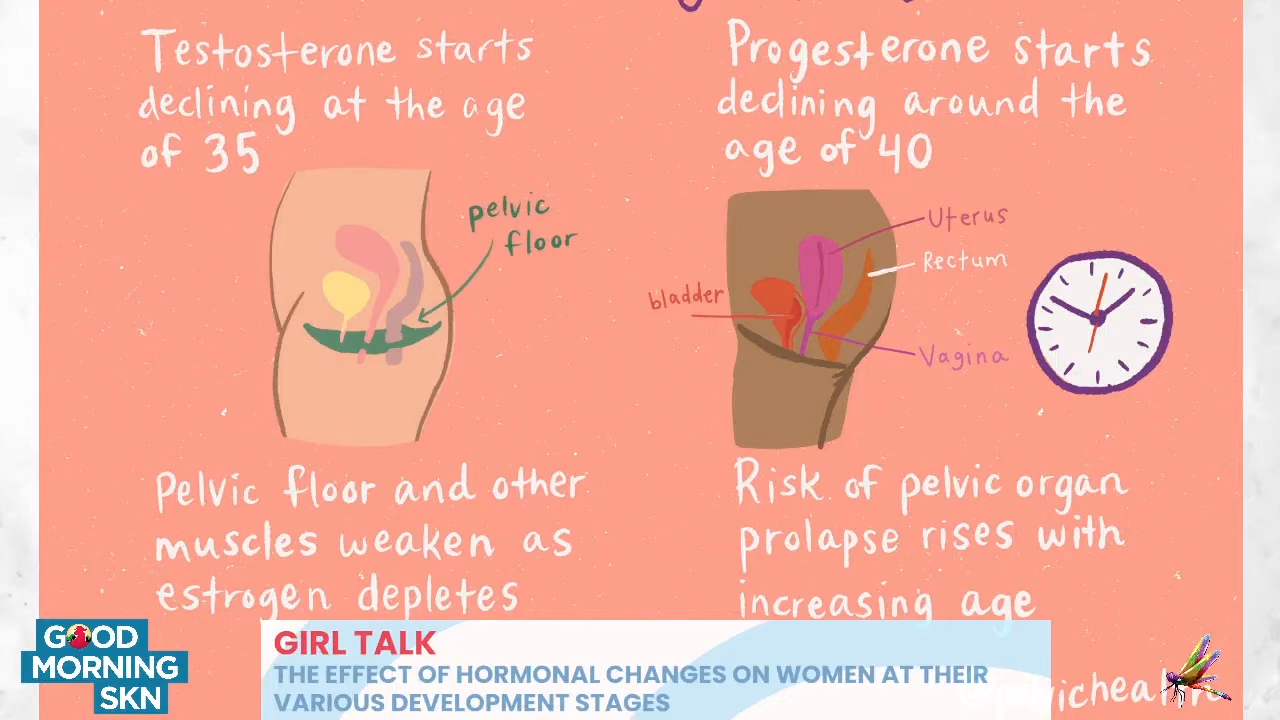 Testosterone starts
declining at the age
of 35
pelvic
floor
Pelvic floor and other
muscles weaken as
estrogen depletes
Progesterone starts
declining around the
age of 40
Uterus
Rectum
bladder
Vagina
Risk of pelvic organ
prolapse rises with
increasing age
GOOD
MORNING
SKN
GIRL TALK
THE EFFECT OF HORMONAL CHANGES ON WOMEN AT THEIR
VARIOUS DEVELOPMENT STAGES